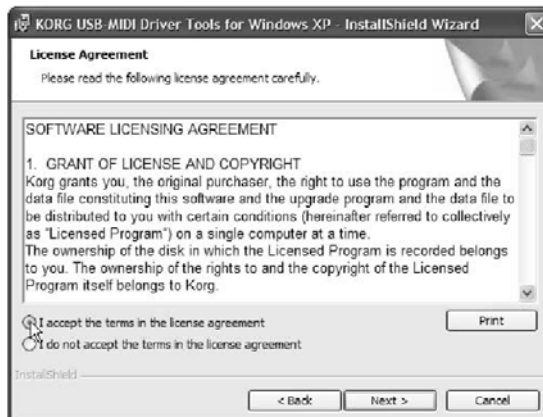 KORG USB-MIDI Driver Tools for Windows XP - InstallShield Wizard
License Agreement
Please read the following license agreement carefully.
SOFTWARE LICENSING AGREEMENT
1. GRANT OF LICENSE AND COPYRIGHT
Korg grants you, the original purchaser, the right to use the program and the
data file constituting this software and the upgrade program and the data file to
be distributed to you with certain conditions (hereinafter referred to collectively
as "Licensed Program") on a single computer at a time.
The ownership of the disk in which the Licensed Program is recorded belongs
to you. The ownership of the rights to and the copyright of the Licensed
Program itself belongs to Korg.
I accept the terms in the license agreement
Print
I do not accept the terms in the license agreement
InstallShield
< Back
Next >
Cancel